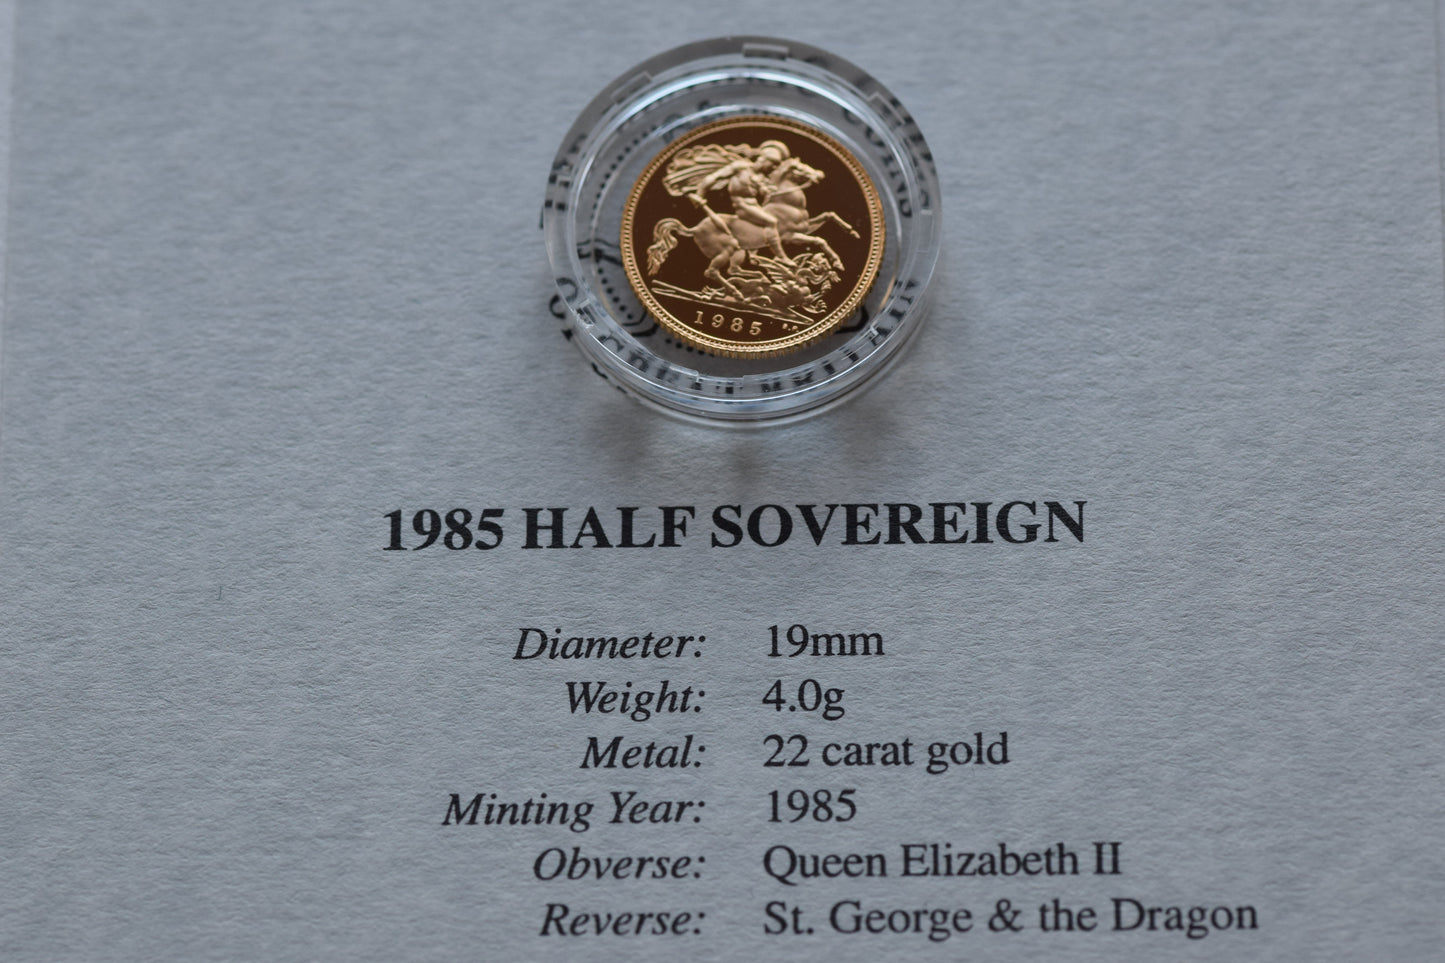 1985
1985 HALF SOVEREIGN
Diameter: 19mm
Weight: 4.0g
Metal: 22 carat gold
Minting Year: 1985
Obverse: Queen Elizabeth II
Reverse: St. George & the Dragon